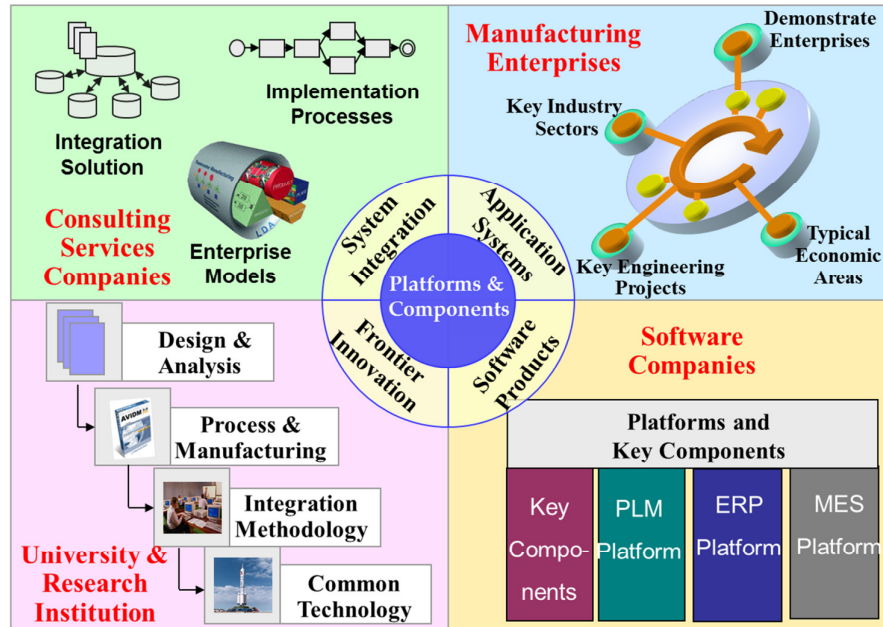 Integration
Solution
Implementation
Processes
Enterprise
Models
Consulting
Services
Companies
Manufacturing
Enterprises
Demonstrate
Enterprises
Key Industry
Sectors
Key Engineering
Projects
Typical
Economic
Areas
System
Integration
Application
Systems
Platforms &
Components
Frontier
Innovation
Software
Products
Design &
Analysis
AVIDM
Process &
Manufacturing
Integration
Methodology
Common
Technology
University &
Research
Institution
Software
Companies
Platforms and
Key Components
Key
Compo-
nents
PLM
Platform
ERP
Platform
MES
Platform